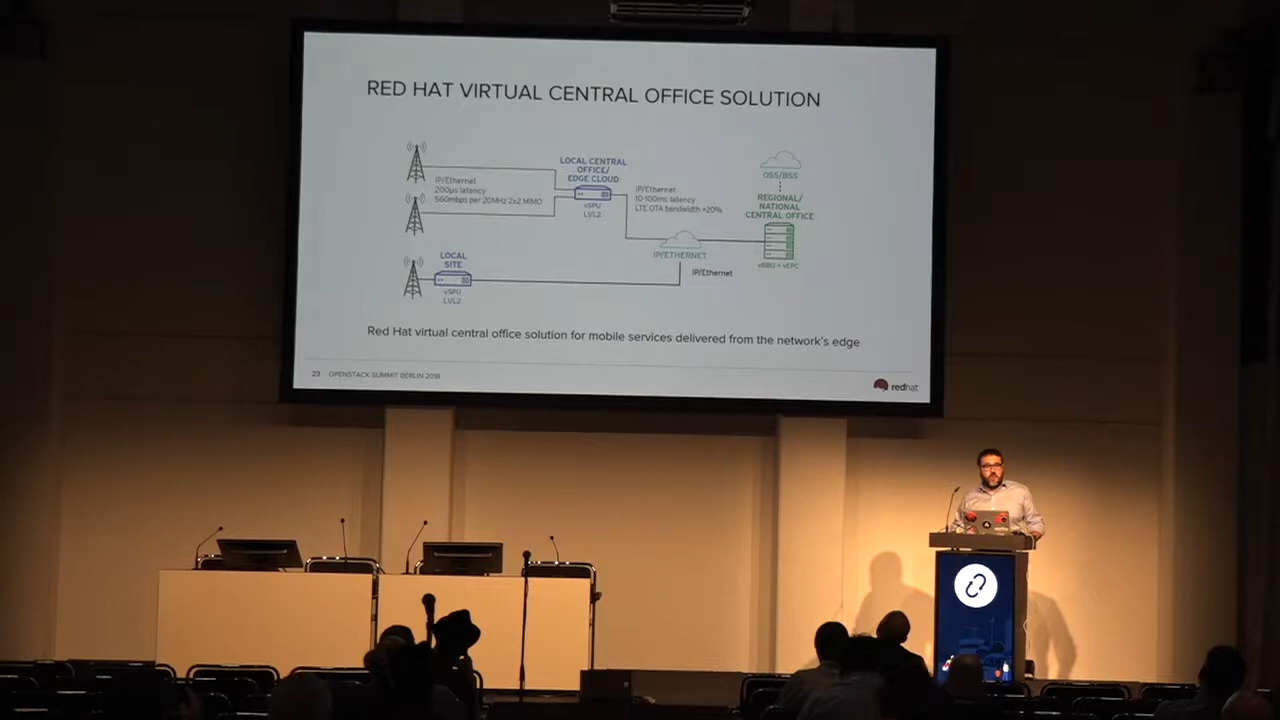 RED HAT VIRTUAL CENTRAL OFFICE SOLUTION
LOCAL CENTRAL
OFFICE/
EDGE CLOUD
OSS/BSS
IP/Ethernet
200µs latency
560mbps per 20MHz 2x2 MIMO
vSPU
L1/L2
IP/Ethernet
10-100ms latency
LTE OTA bandwidth +20%
REGIONAL/
NATIONAL
CENTRAL OFFICE
IP/ETHERNET
LOCAL
SITE
IP/Ethernet
vSPU
L1/L2
Red Hat virtual central office solution for mobile services delivered from the network's edge
23 OPENSTACK SUMMIT BERLIN 2018
redhat